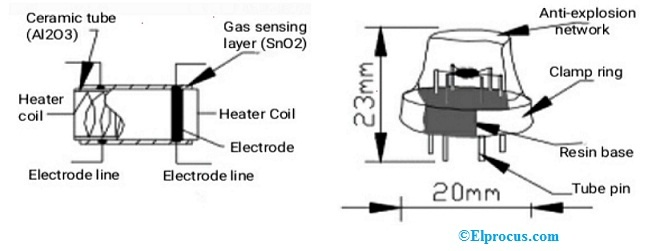 Ceramic tube
(Al2O3)
Gas sensing
layer (SnO2)
Heater
coil
Heater Coil
Electrode
Electrode line
Electrode line
Anti-explosion
network
Clamp ring
23mm
Resin base
Tube pin
20mm
©Elprocus.com